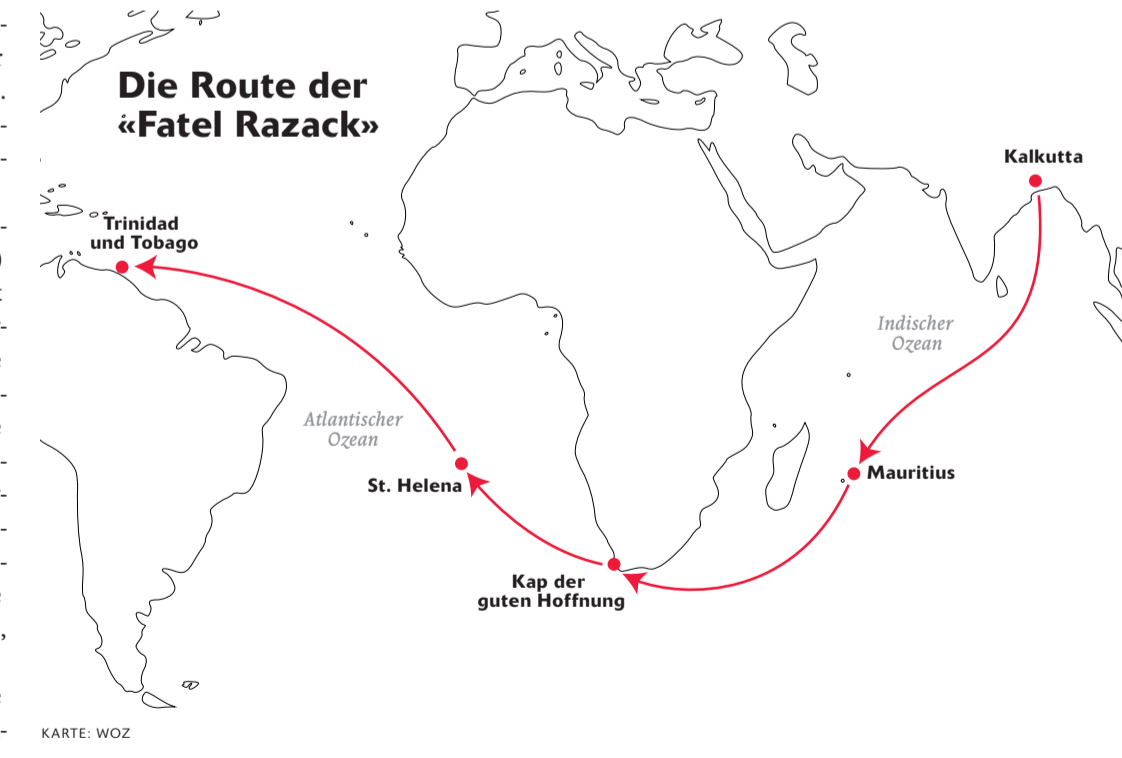 Die Route der
«Fatel Razack»
Kalkutta
Trinidad
und Tobago
Indischer
Ozean
Atlantischer
Ozean
St. Helena
Mauritius
Kap der
guten Hoffnung
KARTE: WOZ